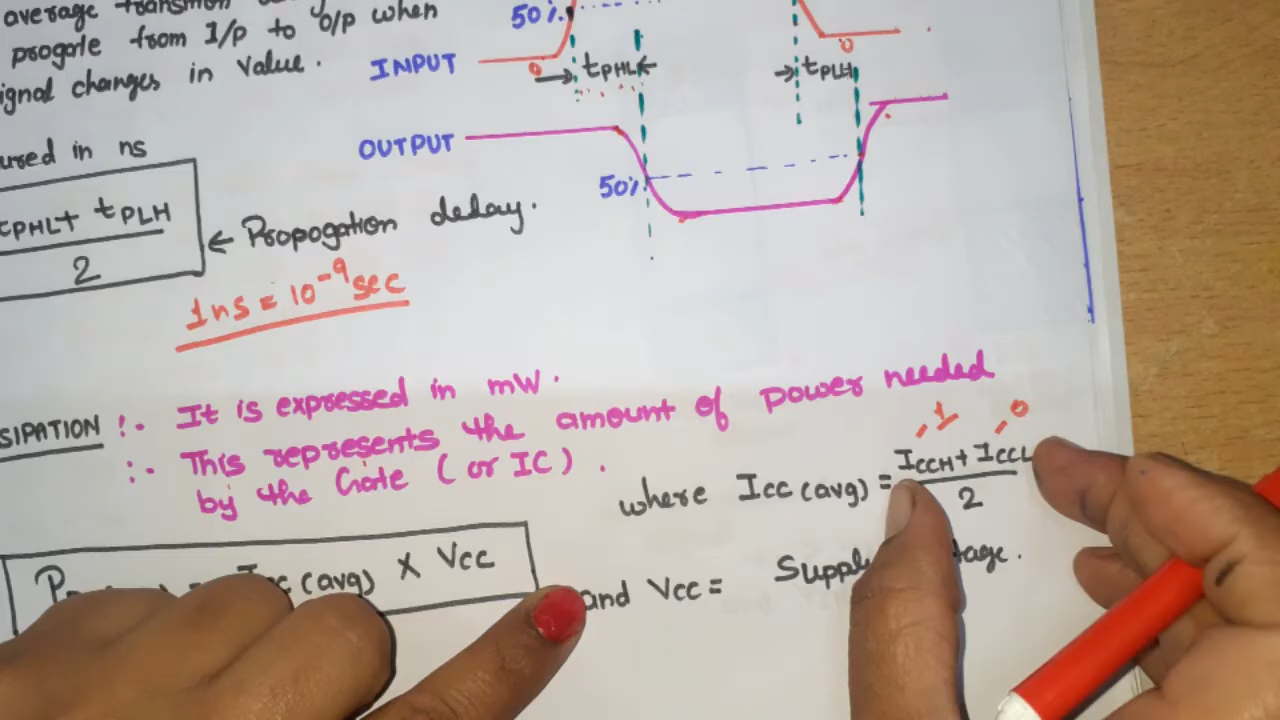 average
progate from I/p to o/p when
ignal changes in value.
ured in ns
tPHL + tPLH
2
← Propogation delay.
1ns = 10⁻⁹ sec
50%.
INPUT
0
tPHL
tPLH
0
OUTPUT
50%
SIPATION :- It is expressed in mW.
:- This represents the amount of power needed
by the Gate (or IC).
1 0
where Icc(avg) = ICCH + ICCL
2
cc(avg) X Vcc
and Vcc =